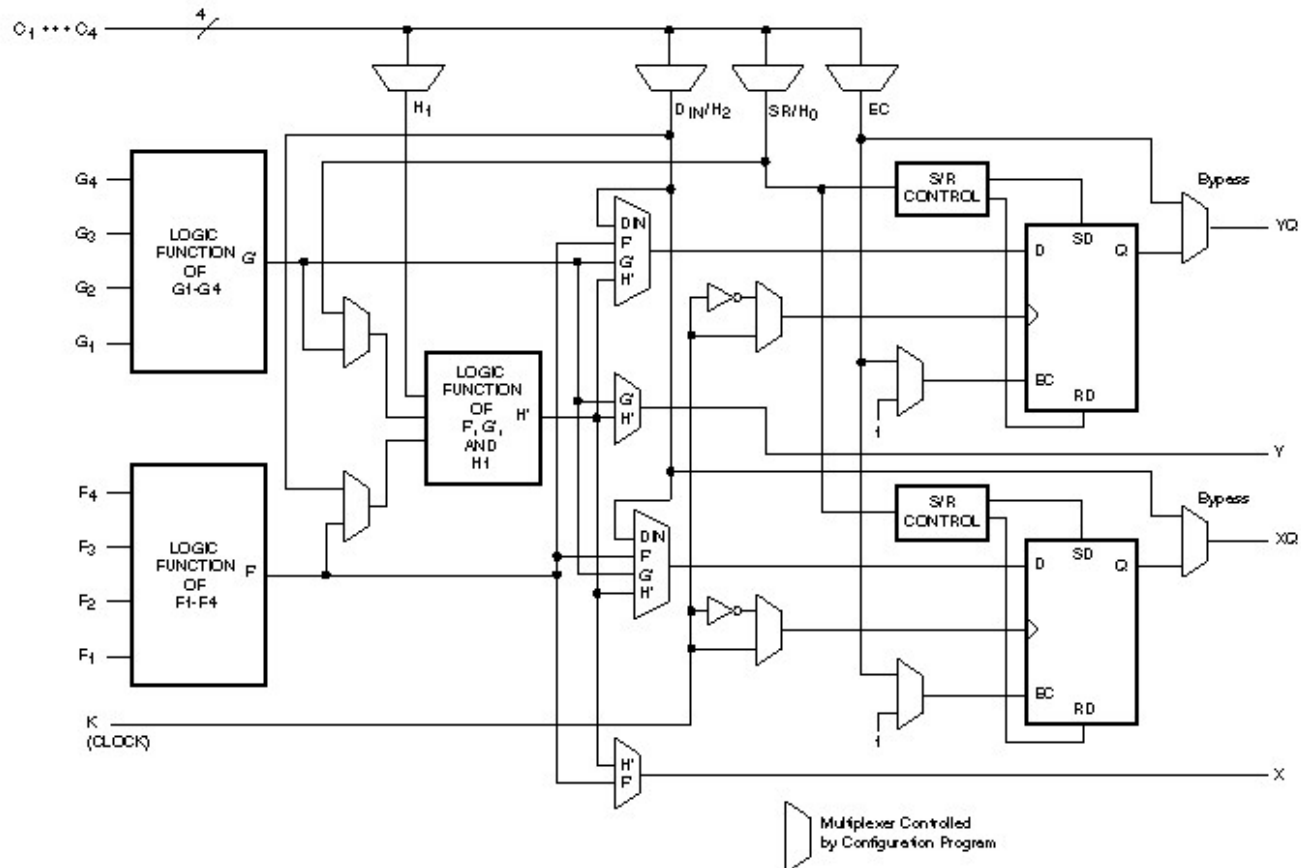 C1 ••• C4
4
H1
DIN/H2
SR/H0
EC
G4
G3
G2
G1
LOGIC
FUNCTION
OF
G1-G4
G'
S/R
CONTROL
Bypass
DIN
F'
G'
H'
D
SD
Q
YQ
EC
RD
1
LOGIC
FUNCTION
OF
F', G',
AND
H1
H'
G'
H'
Y
F4
F3
F2
F1
LOGIC
FUNCTION
OF
F1-F4
F'
S/R
CONTROL
Bypass
DIN
F'
G'
H'
D
SD
Q
XQ
EC
RD
1
K
(CLOCK)
H'
F'
X
Multiplexer Controlled
by Configuration Program